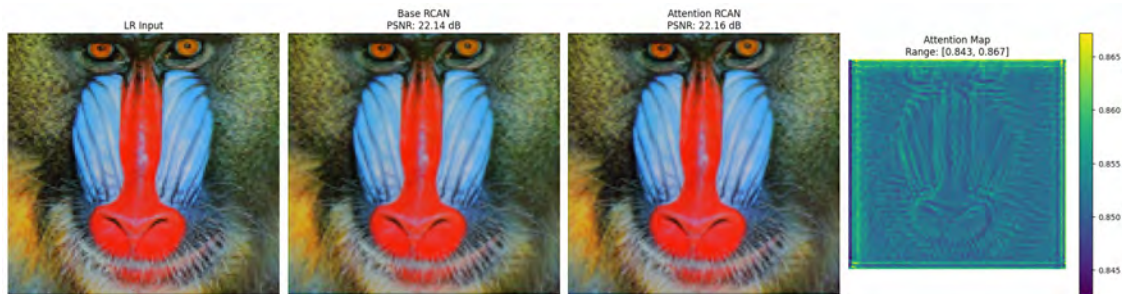 LR Input
Base RCAN
PSNR: 22.14 dB
Attention RCAN
PSNR: 22.16 dB
Attention Map
Range: [0.843, 0.867]
0.865
0.860
0.855
0.850
0.845